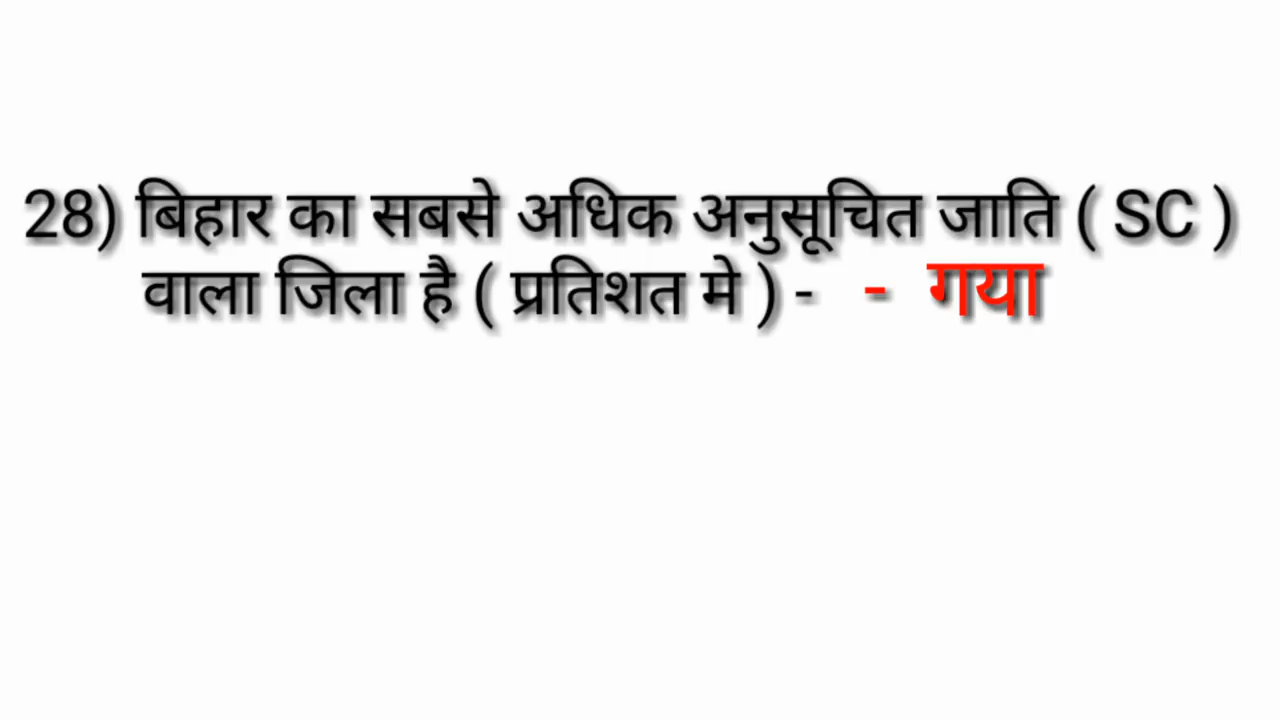 28) बिहार का सबसे अधिक अनुसूचित जाति ( SC )
वाला जिला है ( प्रतिशत मे ) - - गया